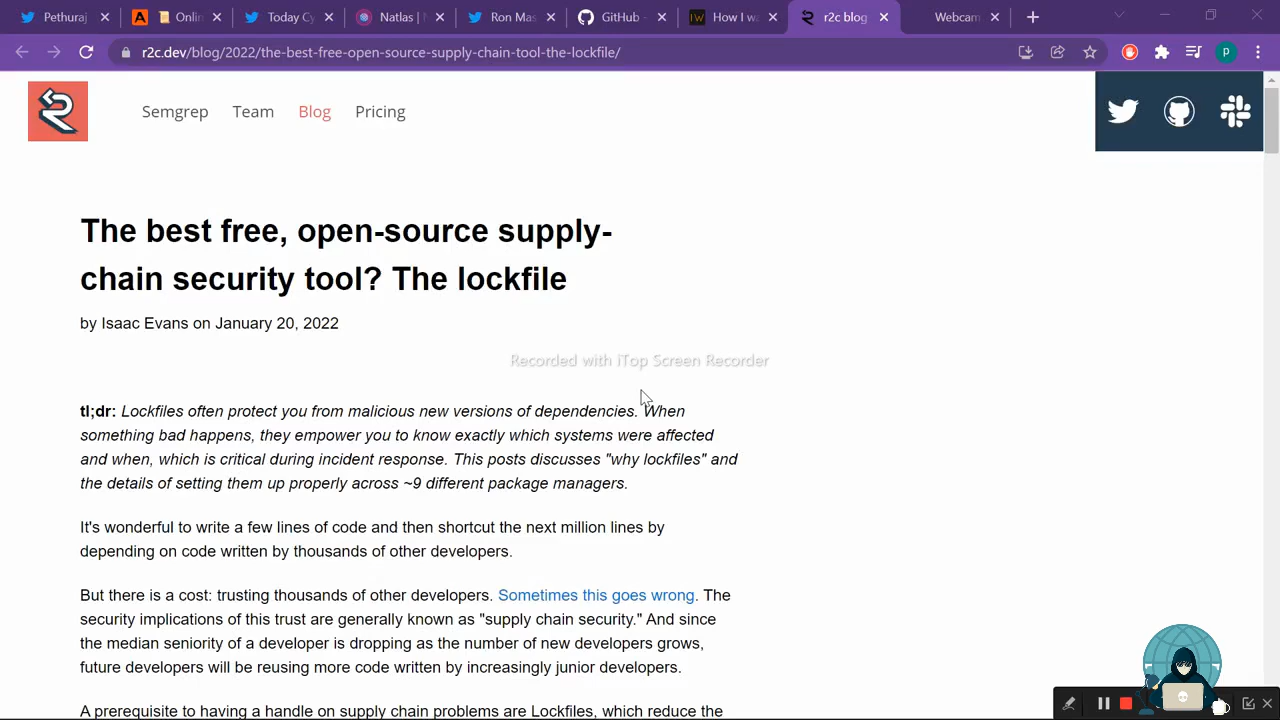 Pethuraj
Onlin
Today Cy
Natlas | N
Ron Mas
GitHub -
How I w
r2c blog
Webcam
r2c.dev/blog/2022/the-best-free-open-source-supply-chain-tool-the-lockfile/
P
Semgrep Team Blog Pricing
The best free, open-source supply-
chain security tool? The lockfile
by Isaac Evans on January 20, 2022
Recorded with iTop Screen Recorder
tl;dr: Lockfiles often protect you from malicious new versions of dependencies. When
something bad happens, they empower you to know exactly which systems were affected
and when, which is critical during incident response. This posts discusses "why lockfiles" and
the details of setting them up properly across ~9 different package managers.
It's wonderful to write a few lines of code and then shortcut the next million lines by
depending on code written by thousands of other developers.
But there is a cost: trusting thousands of other developers. Sometimes this goes wrong. The
security implications of this trust are generally known as "supply chain security." And since
the median seniority of a developer is dropping as the number of new developers grows,
future developers will be reusing more code written by increasingly junior developers.
A prerequisite to having a handle on supply chain problems are Lockfiles, which reduce the